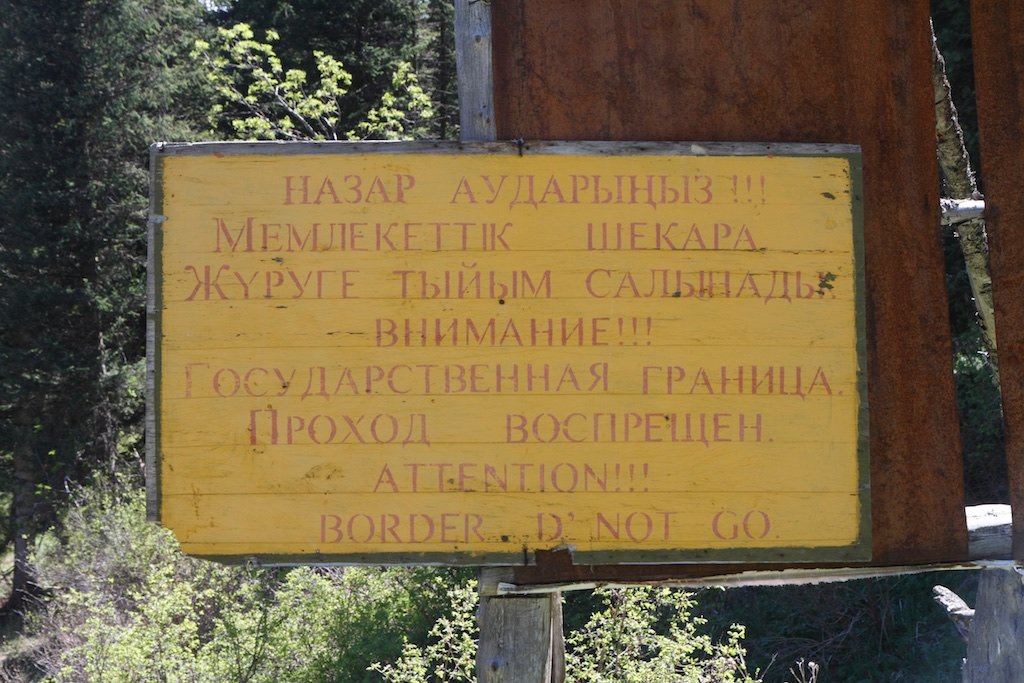 НАЗАР АУДАРЫҢЫЗ!!!
МЕМЛЕКЕТТІК ШЕКАРА
ЖҮРУГЕ ТЫЙЫМ САЛЫНАДЫ.
ВНИМАНИЕ!!!
ГОСУДАРСТВЕННАЯ ГРАНИЦА.
ПРОХОД ВОСПРЕЩЕН.
ATTENTION!!!
BORDER. D' NOT GO.